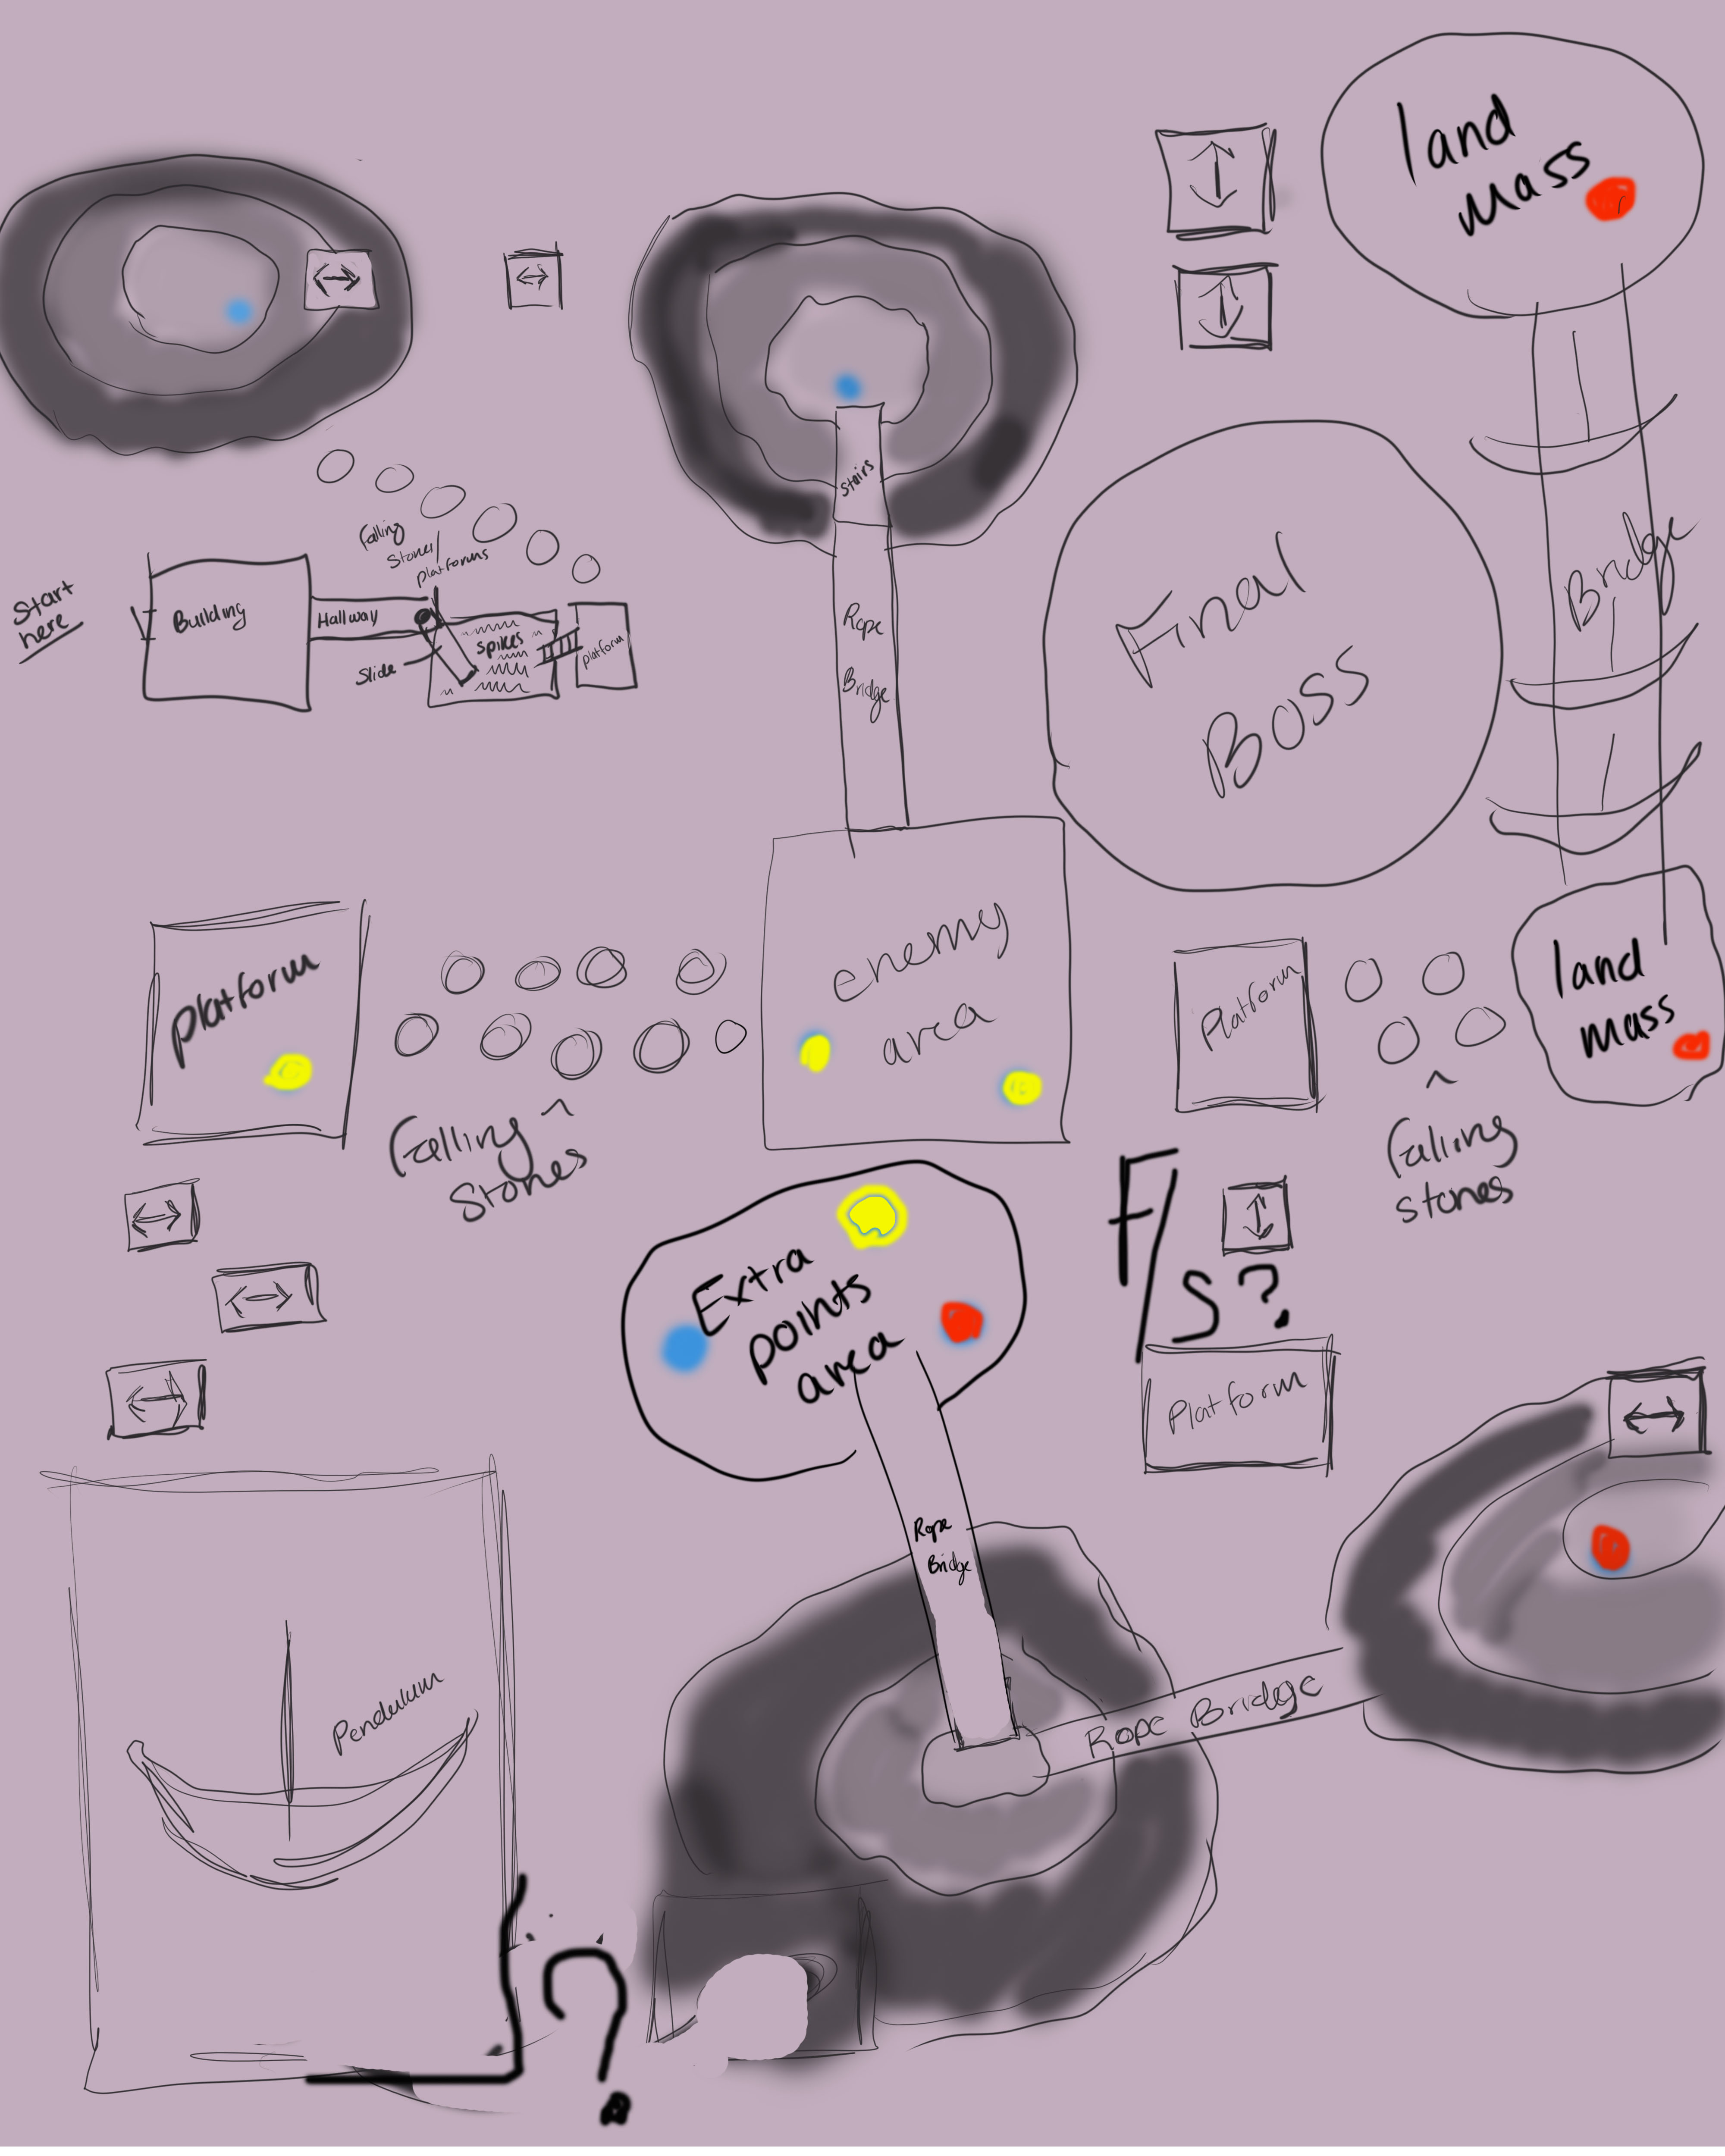 land
mass
stairs
falling
stones/
platforms
Start
here
Building
Hallway
spikes
platform
Slide
Rope
Bridge
Final
Boss
Bridge
platform
enemy
area
Platform
land
mass
falling
stones
falling
stones
F/S?
Extra
points
area
Platform
Rope
Bridge
Pendulum
Rope Bridge
?